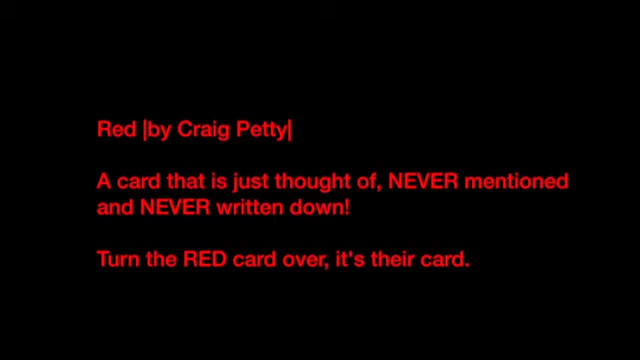 Red |by Craig Petty|
A card that is just thought of, NEVER mentioned
and NEVER written down!
Turn the RED card over, it's their card.